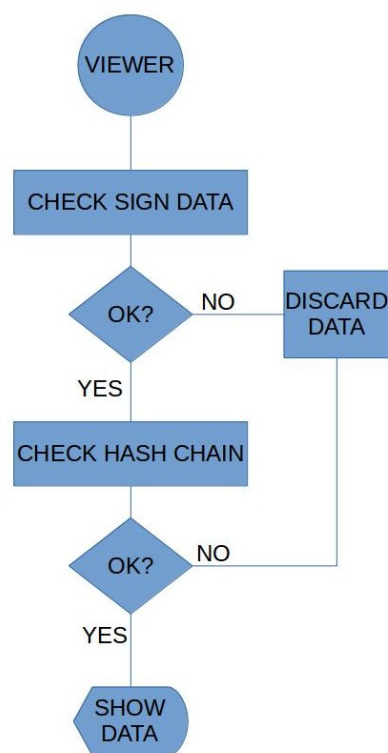 VIEWER
CHECK SIGN DATA
OK?
NO
DISCARD
DATA
YES
CHECK HASH CHAIN
OK?
NO
YES
SHOW
DATA